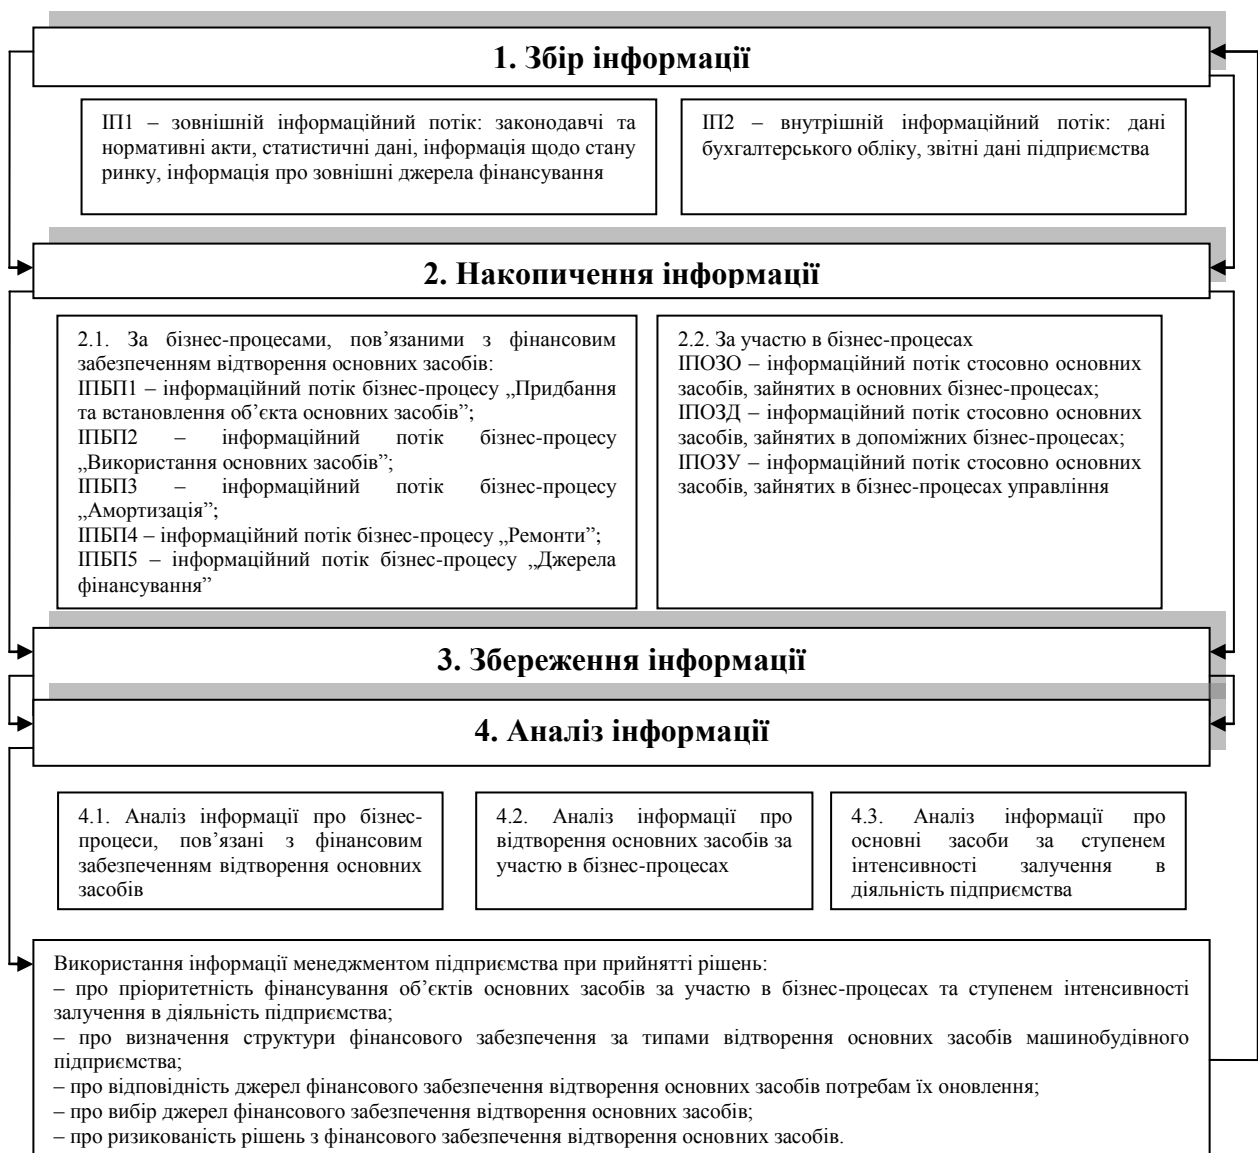 1. Збір інформації
ІП1 – зовнішній інформаційний потік: законодавчі та
нормативні акти, статистичні дані, інформація щодо стану
ринку, інформація про зовнішні джерела фінансування
ІП2 – внутрішній інформаційний потік: дані
бухгалтерського обліку, звітні дані підприємства
2. Накопичення інформації
2.1. За бізнес-процесами, пов’язаними з фінансовим
забезпеченням відтворення основних засобів:
ІПБП1 – інформаційний потік бізнес-процесу „Придбання
та встановлення об’єкта основних засобів”;
ІПБП2 – інформаційний потік бізнес-процесу
„Використання основних засобів”;
ІПБП3 – інформаційний потік бізнес-процесу
„Амортизація”;
ІПБП4 – інформаційний потік бізнес-процесу „Ремонти”;
ІПБП5 – інформаційний потік бізнес-процесу „Джерела
фінансування”
2.2. За участю в бізнес-процесах
ІПОЗО – інформаційний потік стосовно основних
засобів, зайнятих в основних бізнес-процесах;
ІПОЗД – інформаційний потік стосовно основних
засобів, зайнятих в допоміжних бізнес-процесах;
ІПОЗУ – інформаційний потік стосовно основних
засобів, зайнятих в бізнес-процесах управління
3. Збереження інформації
4. Аналіз інформації
4.1. Аналіз інформації про бізнес-
процеси, пов’язані з фінансовим
забезпеченням відтворення основних
засобів
4.2. Аналіз інформації про
відтворення основних засобів за
участю в бізнес-процесах
4.3. Аналіз інформації про
основні засоби за ступенем
інтенсивності залучення в
діяльність підприємства
Використання інформації менеджментом підприємства при прийнятті рішень:
– про пріоритетність фінансування об’єктів основних засобів за участю в бізнес-процесах та ступенем інтенсивності
залучення в діяльність підприємства;
– про визначення структури фінансового забезпечення за типами відтворення основних засобів машинобудівного
підприємства;
– про відповідність джерел фінансового забезпечення відтворення основних засобів потребам їх оновлення;
– про вибір джерел фінансового забезпечення відтворення основних засобів;
– про ризикованість рішень з фінансового забезпечення відтворення основних засобів.